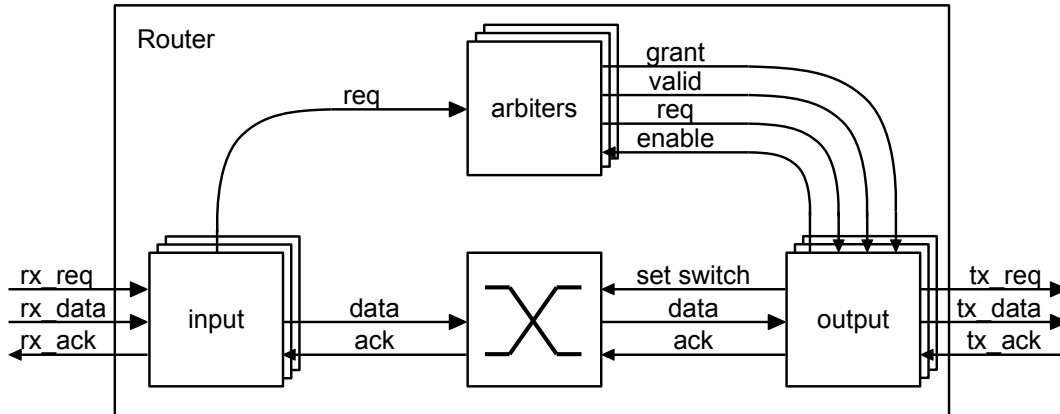 Router
grant
valid
req
enable
req
arbiters
rx_req
rx_data
rx_ack
input
data
ack
set switch
data
ack
output
tx_req
tx_data
tx_ack